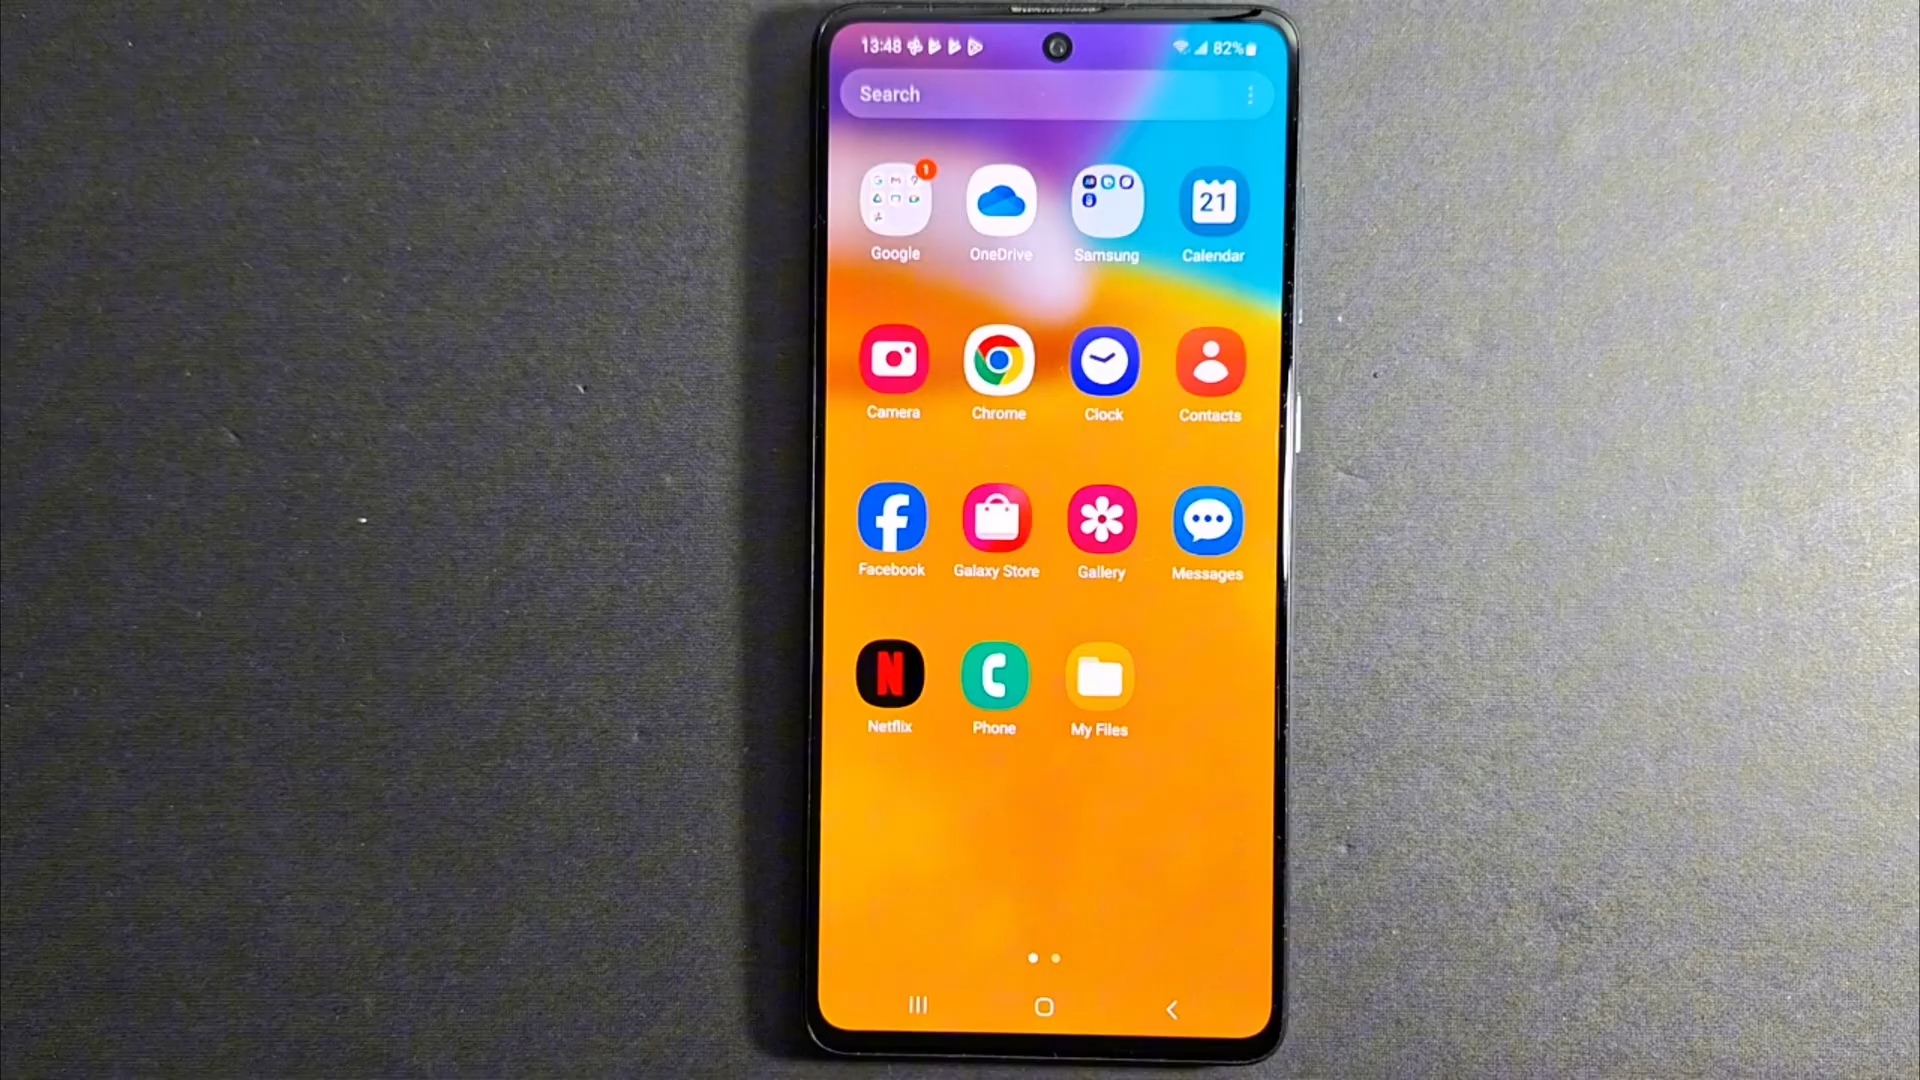 13:48 82%
Search
1
Google OneDrive Samsung 21 Calendar
Camera Chrome Clock Contacts
Facebook Galaxy Store Gallery Messages
N
Netflix Phone My Files